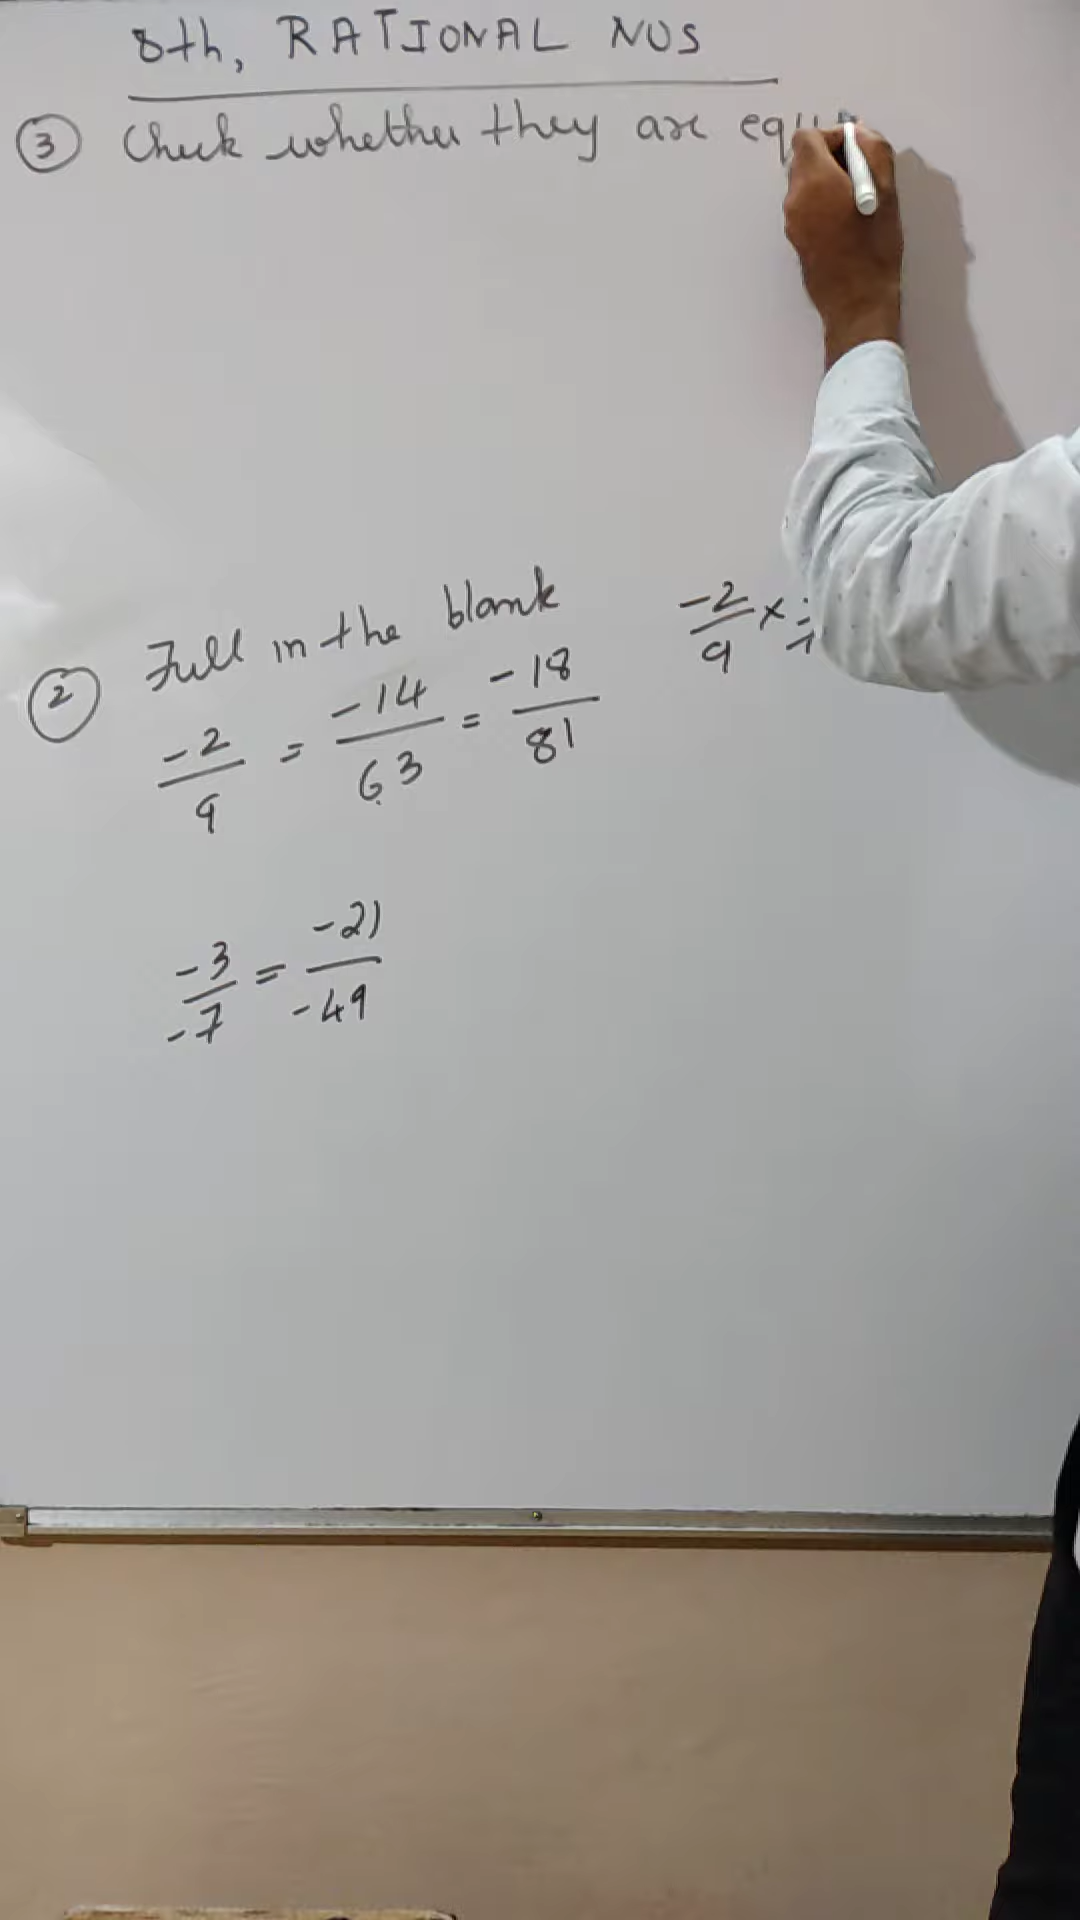 8th, RATIONAL NOS
③ Check whether they are equ
② Fill in the blank
-2/9 = -14/63 = -18/81
-2/9 ×
-3/-7 = -21/-49